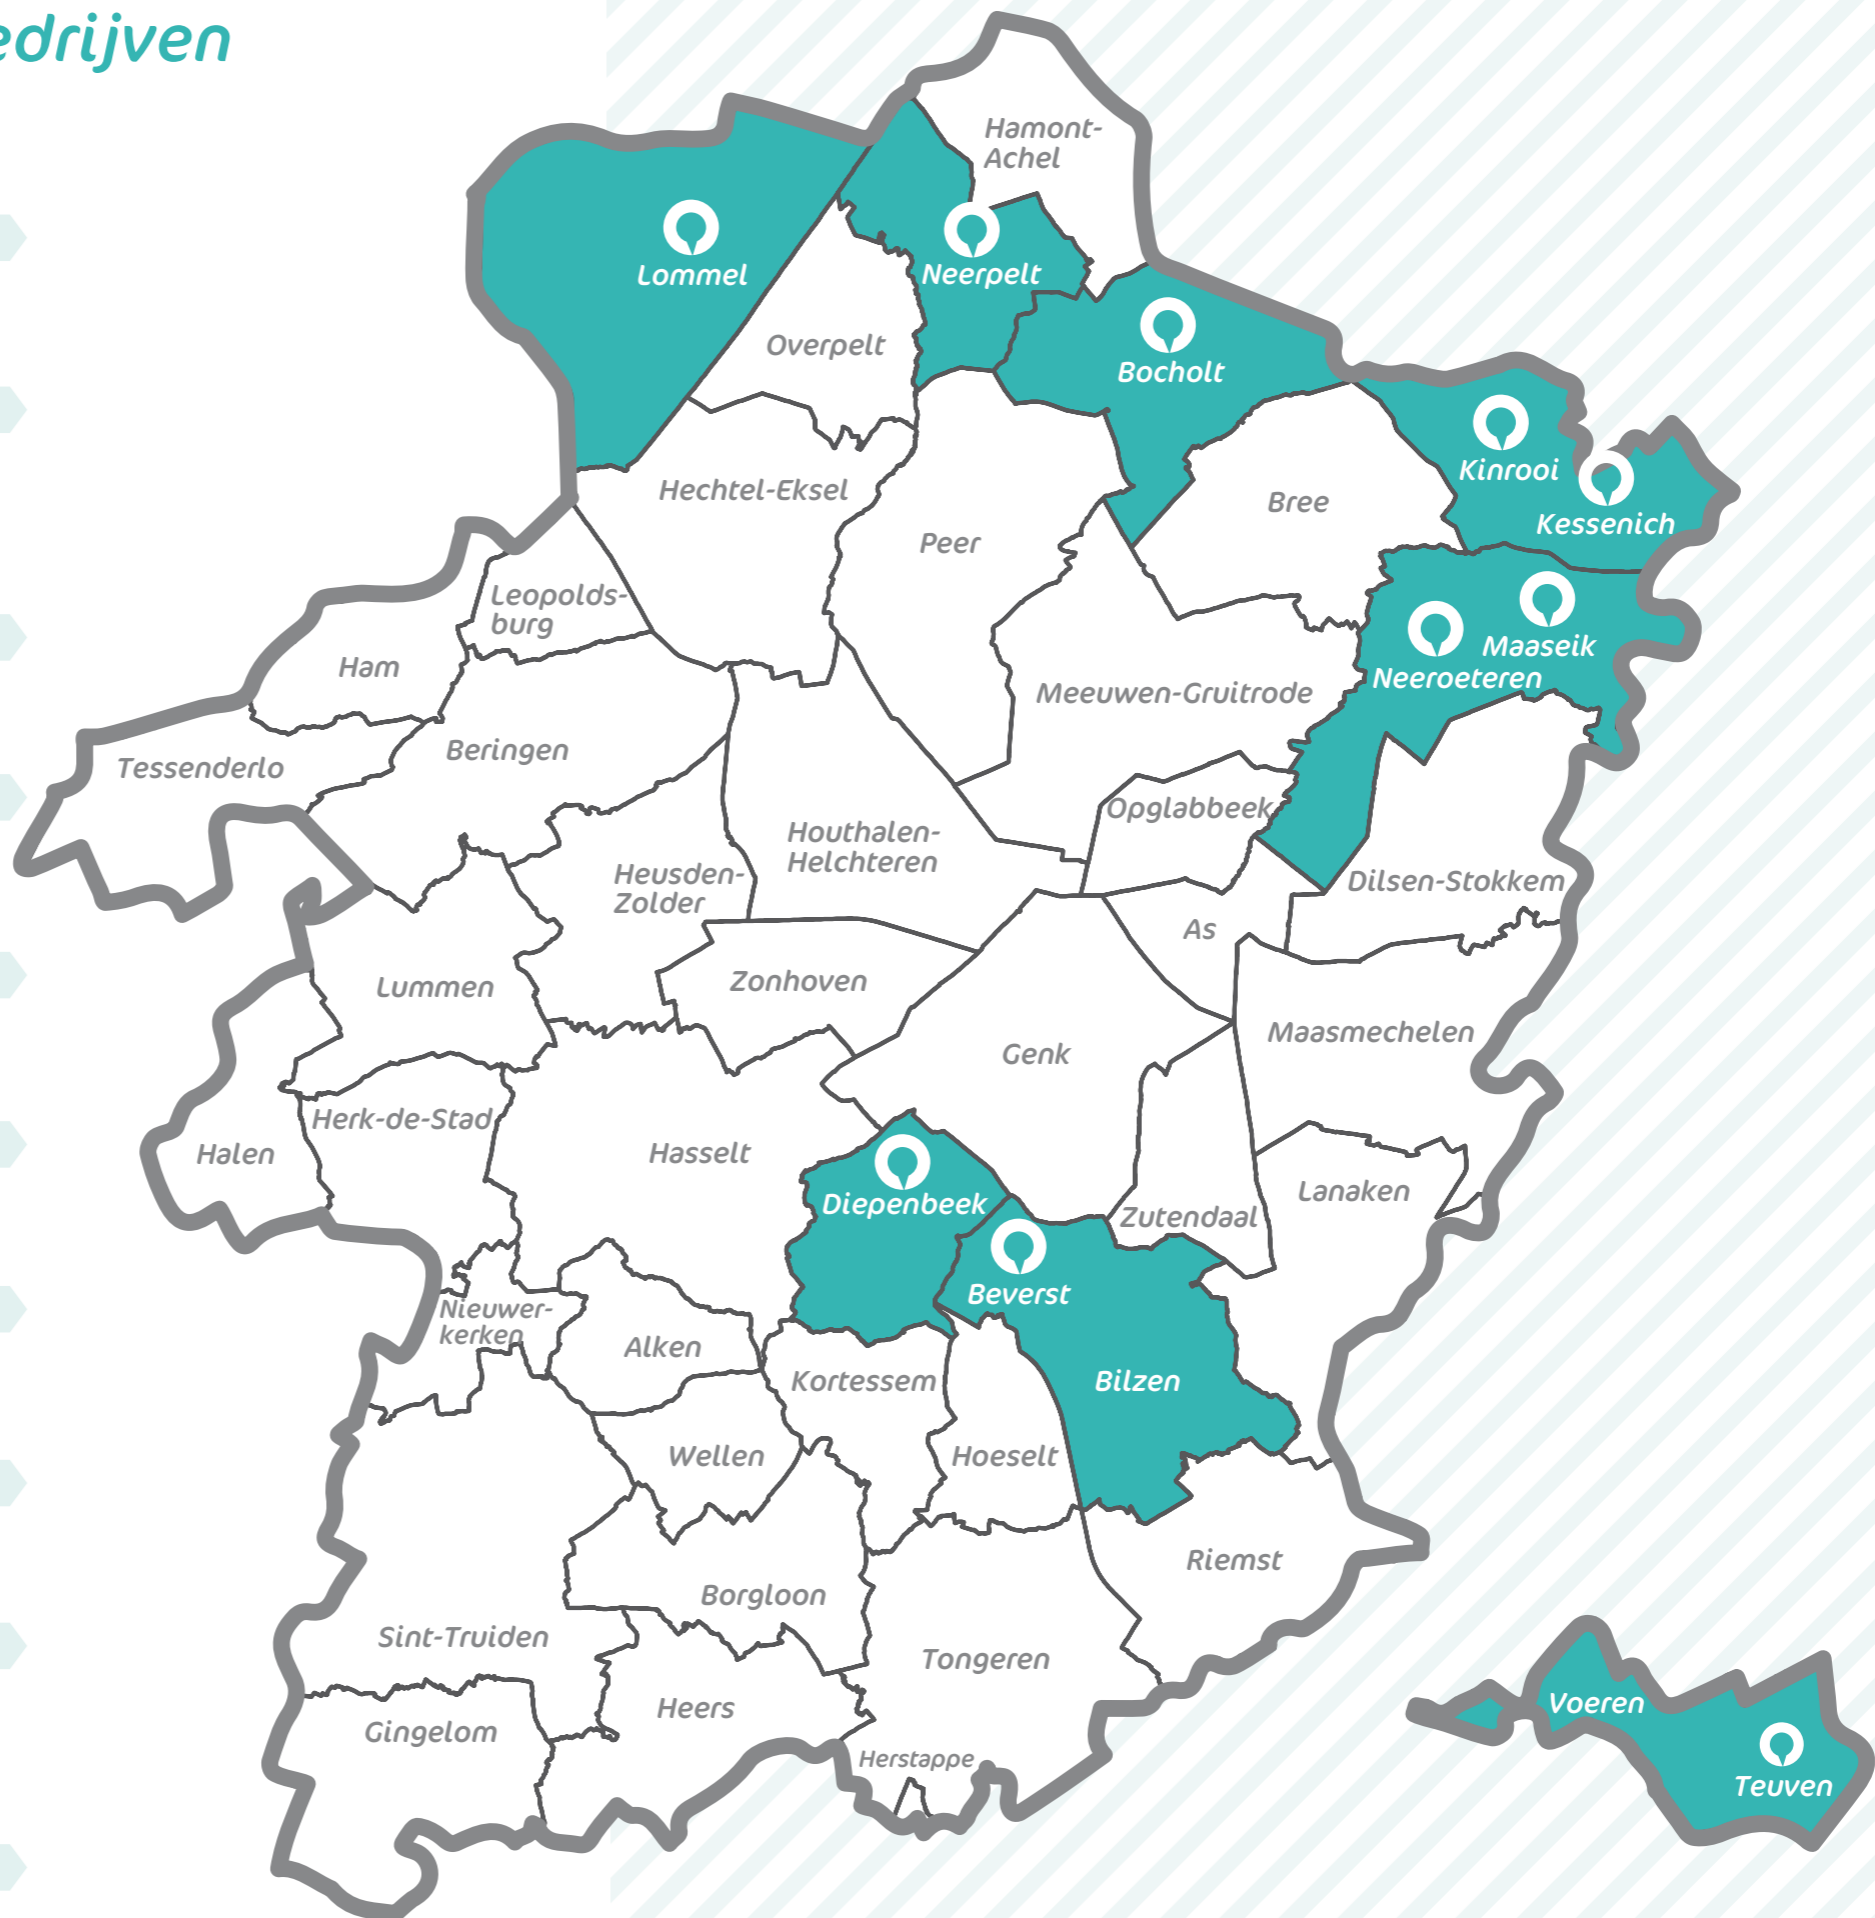 edrijven
Hamont-
Achel
Lommel
Neerpelt
Overpelt
Bocholt
Kinrooi
Hechtel-Eksel
Bree
Kessenich
Peer
Leopolds-
burg
Maaseik
Ham
Neeroeteren
Meeuwen-Gruitrode
Beringen
Tessenderlo
Opglabbeek
Houthalen-
Helchteren
Heusden-
Zolder
Dilsen-Stokkem
As
Zonhoven
Lummen
Maasmechelen
Genk
Herk-de-Stad
Halen
Hasselt
Lanaken
Diepenbeek
Zutendaal
Beverst
Nieuwer-
kerken
Alken
Kortessem
Bilzen
Wellen
Hoeselt
Riemst
Borgloon
Sint-Truiden
Tongeren
Heers
Voeren
Gingelom
Herstappe
Teuven